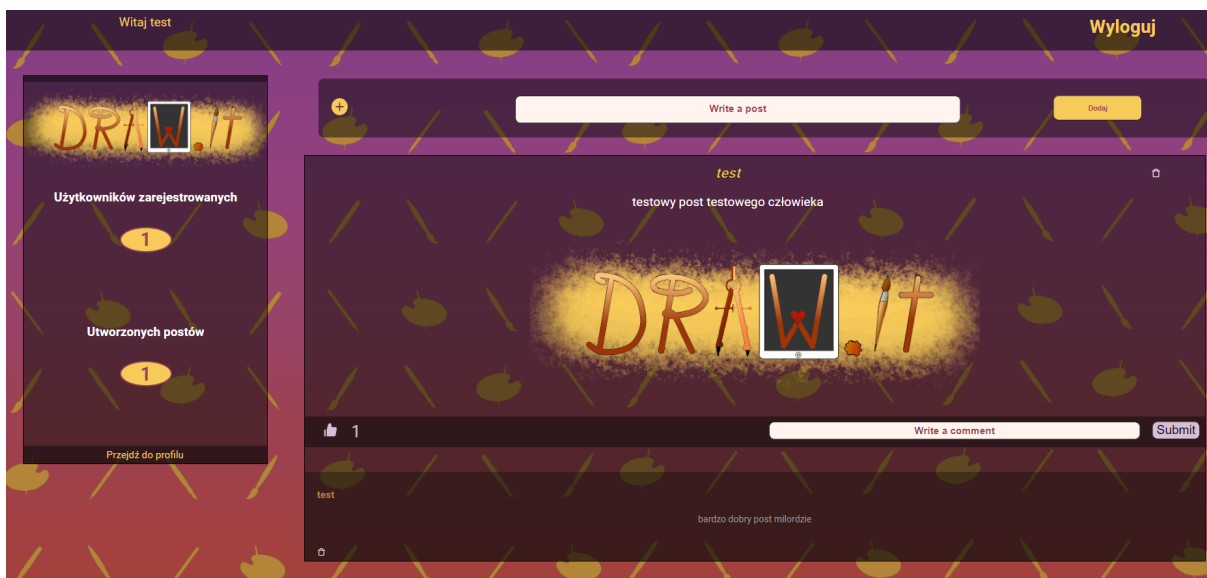 Witaj test
Wyloguj
DRAW.it
Użytkowników zarejestrowanych
1
Utworzonych postów
1
Przejdź do profilu
+
Write a post
Dodaj
test
testowy post testowego człowieka
DRAW.it
1
Write a comment
Submit
test
bardzo dobry post milordzie